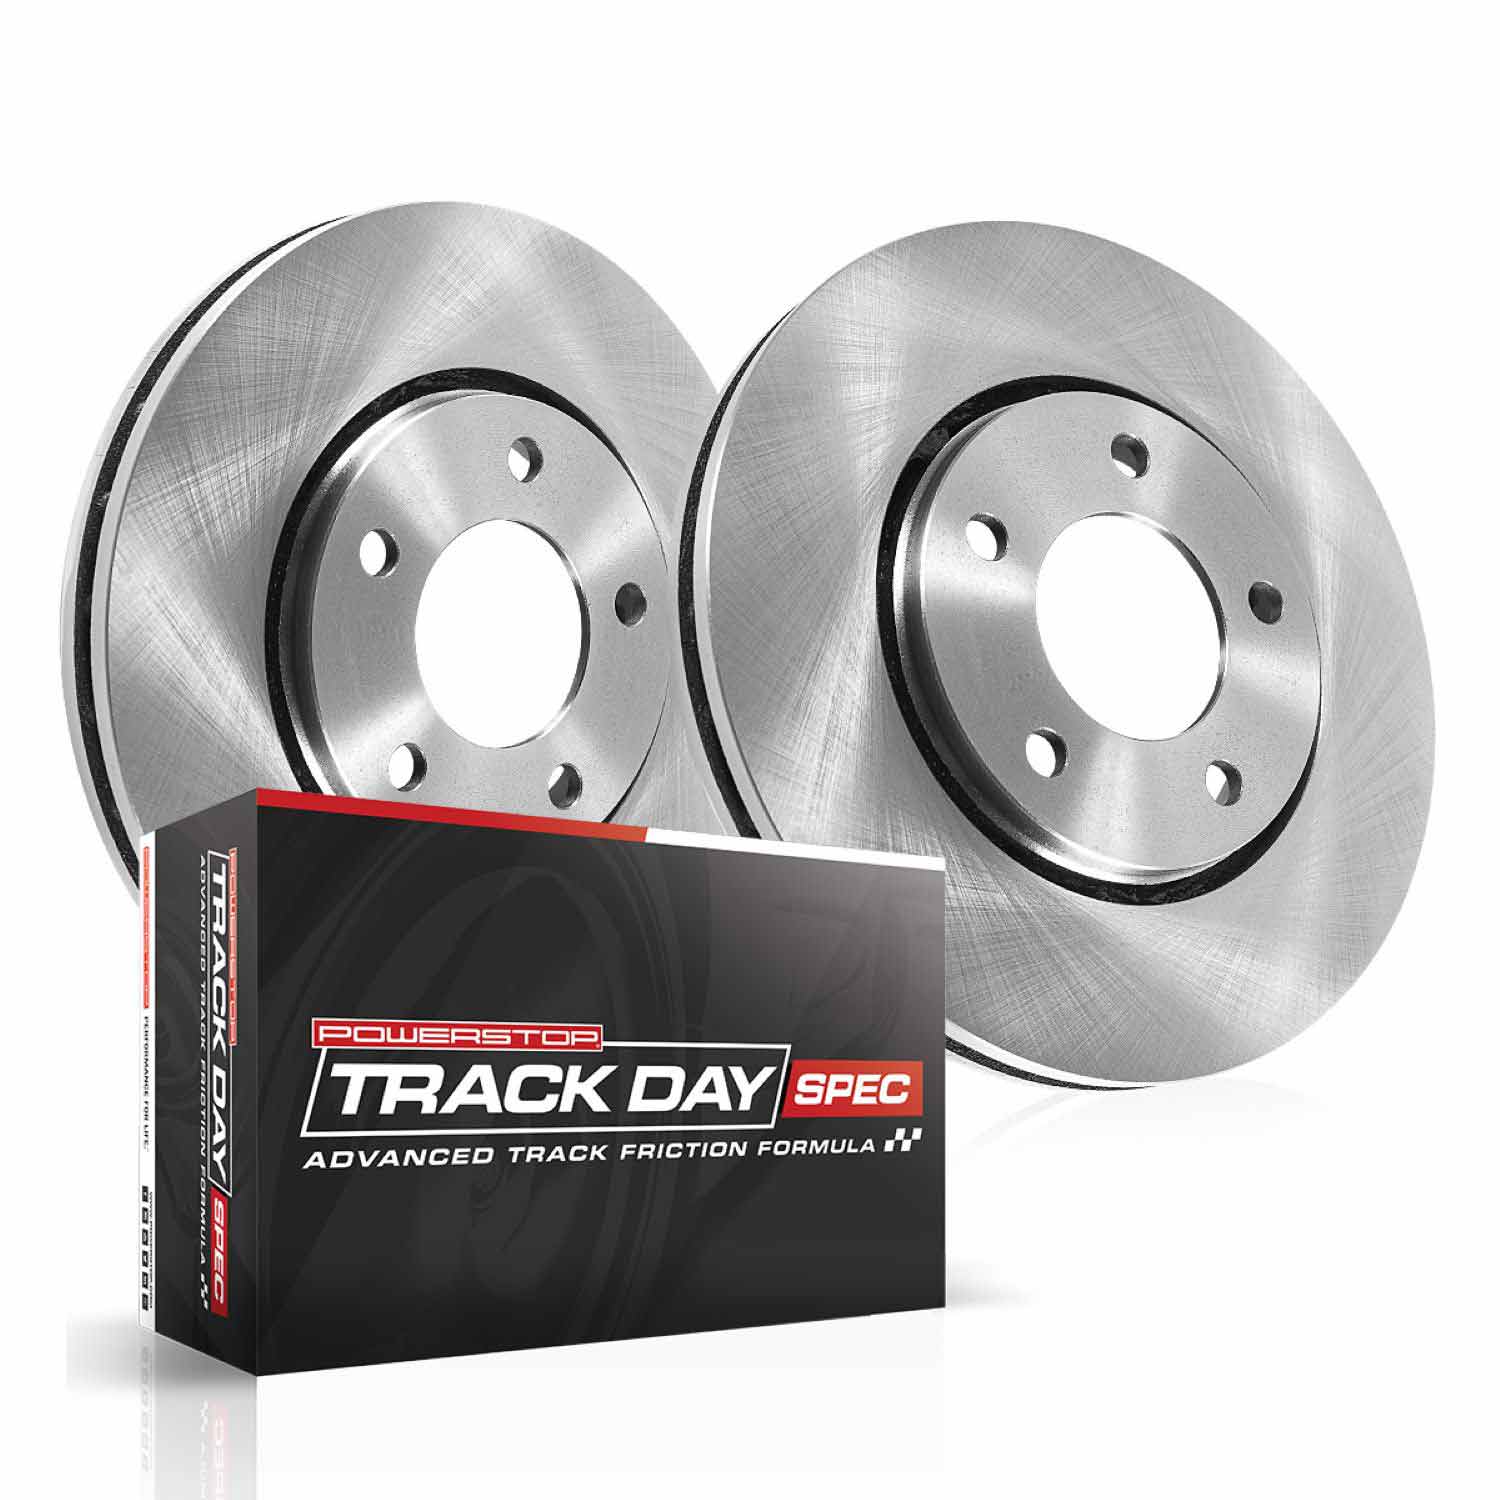 POWERSTOP
TRACK DAY SPEC
ADVANCED TRACK FRICTION FORMULA
POWERSTOP
TRACK DAY SPEC
ADVANCED TRACK FRICTION FORMULA
PERFORMANCE FOR LIFE